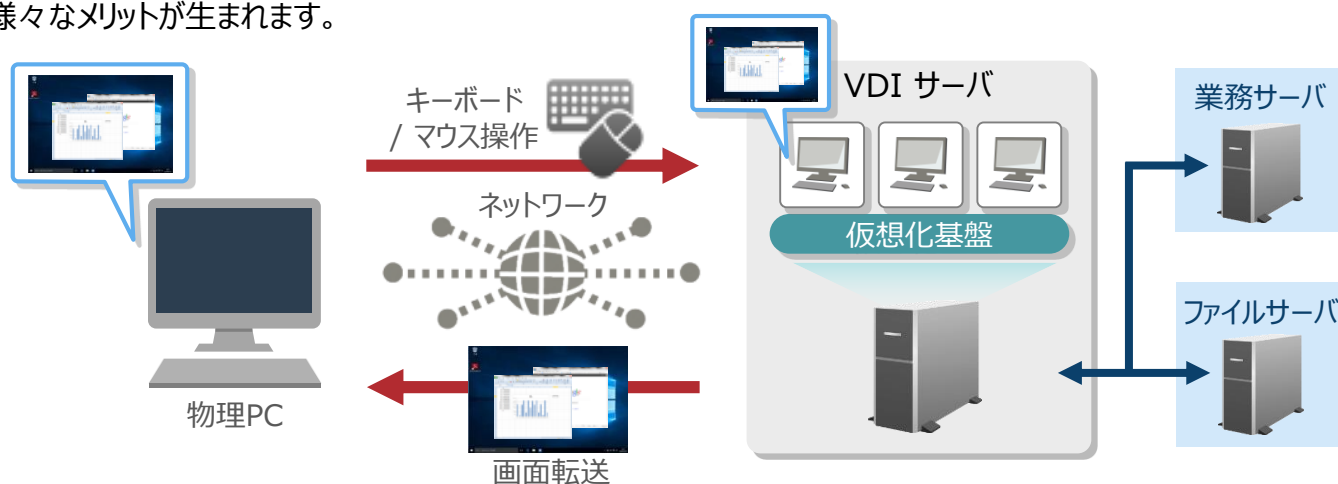 様々なメリットが生まれます。
キーボード
/ マウス操作
ネットワーク
物理PC
画面転送
VDI サーバ
仮想化基盤
業務サーバ
ファイルサーバ